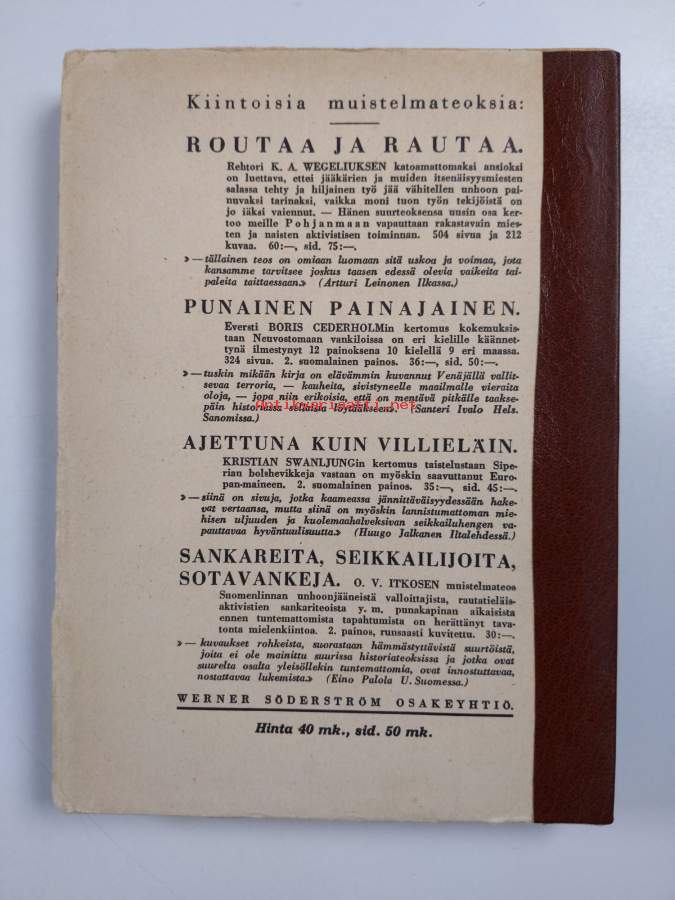 Kiintoisia muistelmateoksia:
ROUTAA JA RAUTAA.
Rehtori K. A. WEGELIUKSEN katoamattomaksi ansioksi
on luettava, ettei jääkärien ja muiden itsenäisyysmiesten
salassa tehty ja hiljainen työ jää vähitellen unhoon pai-
nuvaksi tarinaksi, vaikka moni tuon työn tekijöistä on
jo iäksi vaiennut. — Hänen suurteoksensa uusin osa ker-
too meille Pohjanmaan vapauttaan rakastavain mies-
ten ja naisten aktivistisen toiminnan. 504 sivua ja 212
kuvaa. 60:—, sid. 75:—.
» — tällainen teos on omiaan luomaan sitä uskoa ja voimaa, jota
kansamme tarvitsee joskus taasen edessä olevia vaikeita tai-
paleita taittaessaan.» (Artturi Leinonen Ilkassa.)
PUNAINEN PAINAJAINEN.
Eversti BORIS CEDERHOLMin kertomus kokemuksis-
taan Neuvostomaan vankiloissa on eri kielille käännet-
tynä ilmestynyt 12 painoksena 10 kielellä 9 eri maassa.
324 sivua. 2. suomalainen painos. 36:—, sid. 50:—.
» — tuskin mikään kirja on elävämmin kuvannut Venäjällä vallit-
sevaa terroria, — kauheita, sivistyneelle maailmalle vieraita
oloja, — jopa niin erikoisia, että on mentävä pitkälle taakse-
päin historiassa sellaisia löytääkseen». (Santeri Ivalo Hels.
Sanomissa.)
antikvariaatti.net
AJETTUNA KUIN VILLIELÄIN.
KRISTIAN SWANLJUNGin kertomus taistelustaan Sipe-
rian bolshevikkeja vastaan on myöskin saavuttanut Euro-
pan-maineen. 2. suomalainen painos. 35:—, sid. 45:—.
» — siinä on sivuja, jotka kaameassa jännittäväisyydessään hake-
vat vertaansa, mutta siinä on myöskin lannistumattoman mie-
hisen uljuuden ja kuolemaahalveksivan seikkailuhengen va-
pauttavaa hyväntuulisuutta.» (Huugo Jalkanen Iltalehdessä.)
SANKAREITA, SEIKKAILIJOITA,
SOTAVANKEJA. O. V. ITKOSEN muistelmateos
Suomenlinnan unhoonjääneistä valloittajista, rautatieläis-
aktivistien sankariteoista y. m. punakapinan aikaisista
ennen tuntemattomista tapahtumista on herättänyt tava-
tonta mielenkiintoa. 2. painos, runsaasti kuvitettu. 30:—.
» — kuvaukset rohkeista, suorastaan hämmästyttävistä suurtöistä,
joita ei ole mainittu suurissa historiateoksissa ja jotka ovat
suurelta osalta yleisöllekin tuntemattomia, ovat innostuttavaa,
nostattavaa lukemista.» (Eino Palola U. Suomessa.)
WERNER SÖDERSTRÖM OSAKEYHTIÖ.
Hinta 40 mk., sid. 50 mk.